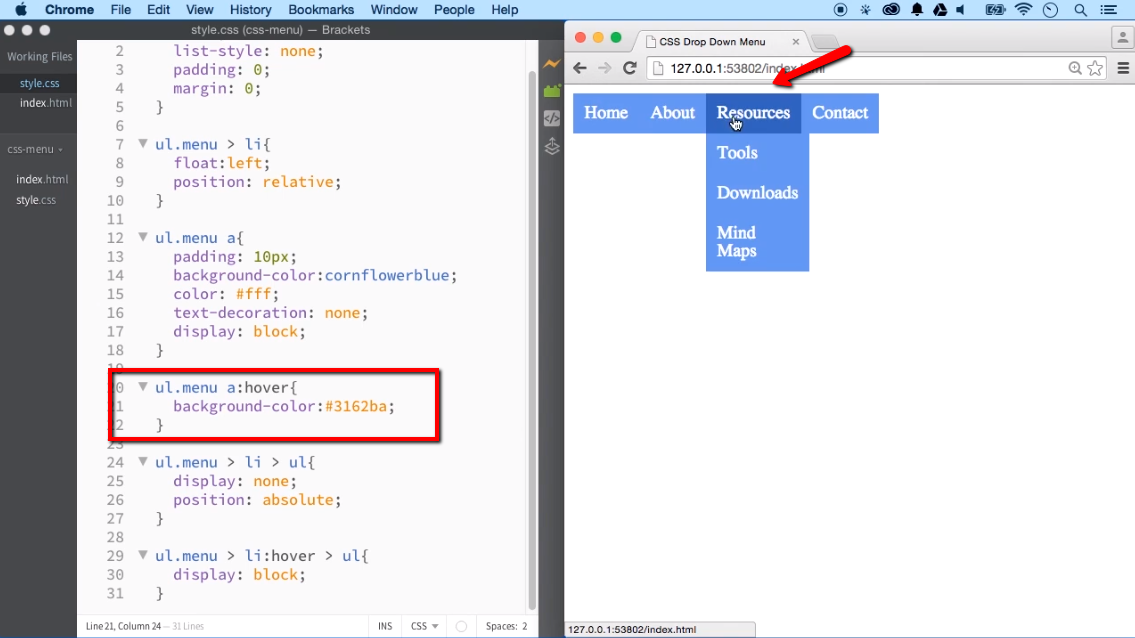 Chrome File Edit View History Bookmarks Window People Help
style.css (css-menu) — Brackets
Working Files
style.css
index.html
css-menu
index.html
style.css
2 list-style: none;
3 padding: 0;
4 margin: 0;
5 }
6
7 ul.menu > li{
8 float:left;
9 position: relative;
10 }
11
12 ul.menu a{
13 padding: 10px;
14 background-color:cornflowerblue;
15 color: #fff;
16 text-decoration: none;
17 display: block;
18 }
19
20 ul.menu a:hover{
21 background-color:#3162ba;
22 }
23
24 ul.menu > li > ul{
25 display: none;
26 position: absolute;
27 }
28
29 ul.menu > li:hover > ul{
30 display: block;
31 }
Line 21, Column 24 — 31 Lines
INS CSS Spaces: 2
CSS Drop Down Menu
127.0.0.1:53802/index.html
Home About Resources Contact
Tools
Downloads
Mind
Maps
127.0.0.1:53802/index.html